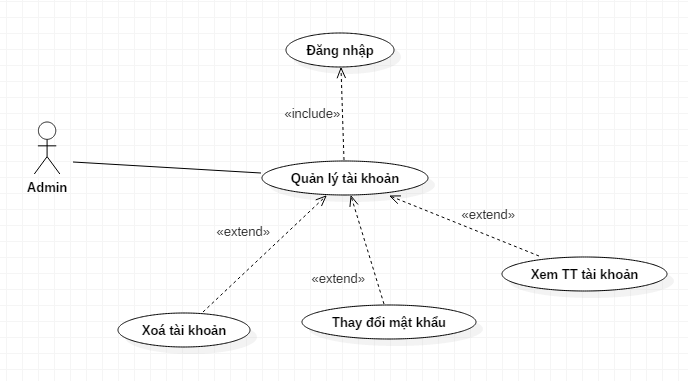 Đăng nhập
«include»
Admin
Quản lý tài khoản
«extend»
«extend»
«extend»
Xem TT tài khoản
Xoá tài khoản
Thay đổi mật khẩu